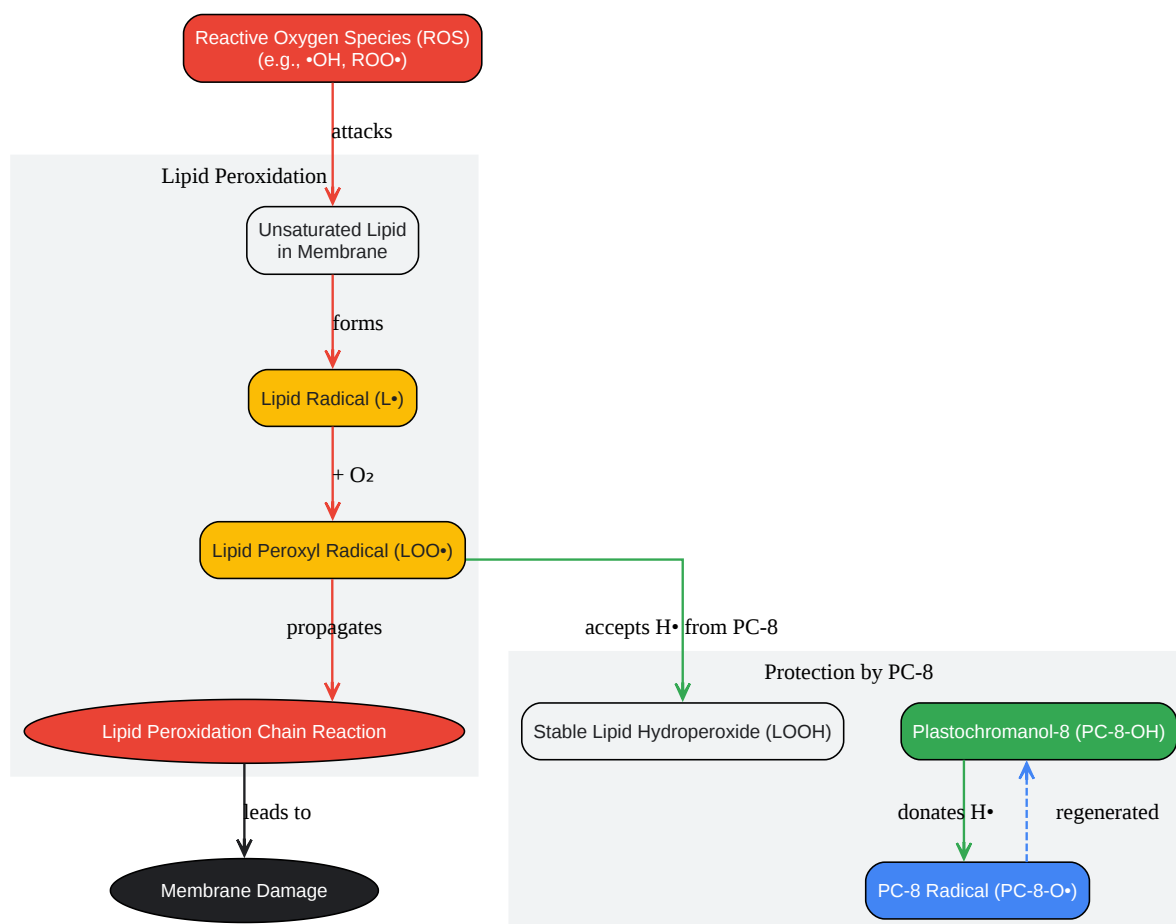 Reactive Oxygen Species (ROS)
(e.g., •OH, ROO•)
attacks
Lipid Peroxidation
Unsaturated Lipid
in Membrane
forms
Lipid Radical (L•)
+ O₂
Lipid Peroxyl Radical (LOO•)
propagates
accepts H• from PC-8
Protection by PC-8
Lipid Peroxidation Chain Reaction
Stable Lipid Hydroperoxide (LOOH)
Plastochromanol-8 (PC-8-OH)
leads to
donates H•
regenerated
Membrane Damage
PC-8 Radical (PC-8-O•)